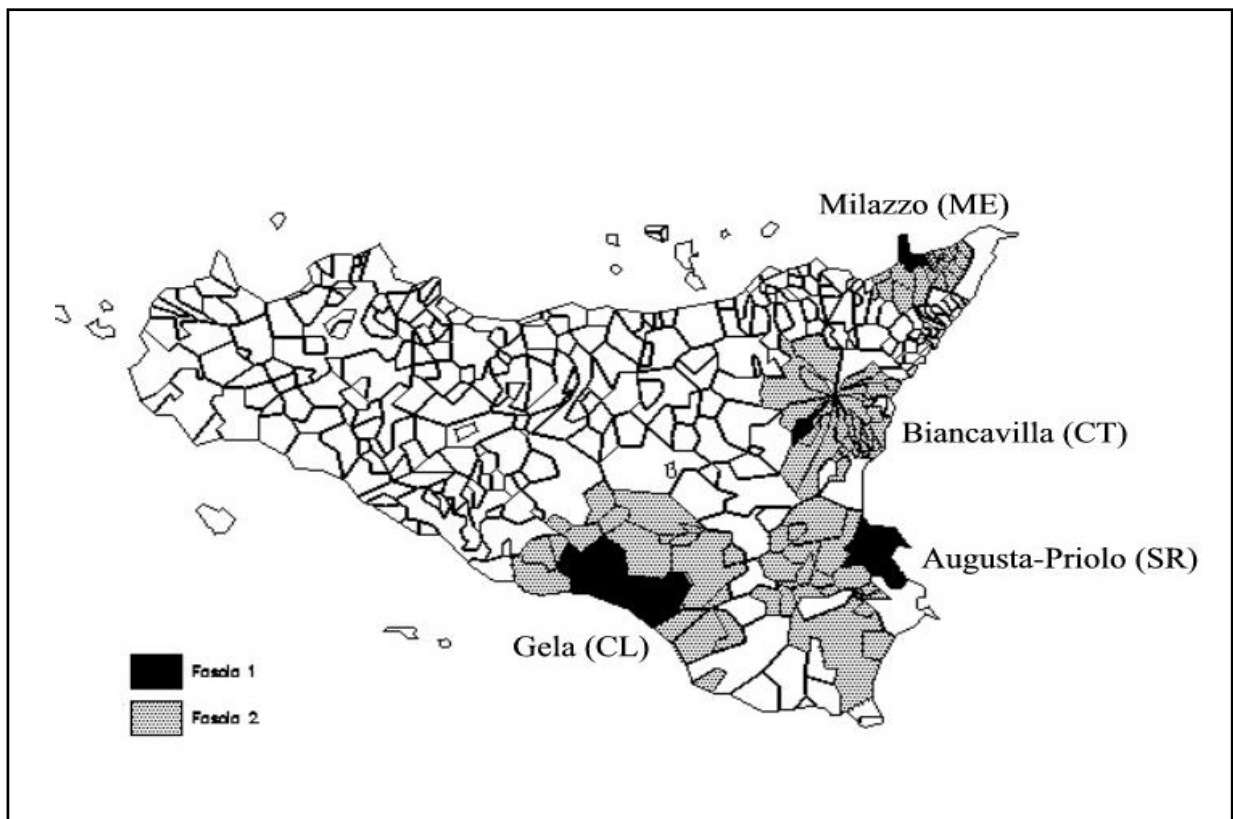 Milazzo (ME)
Biancavilla (CT)
Augusta-Priolo (SR)
Gela (CL)
Fascia 1
Fascia 2